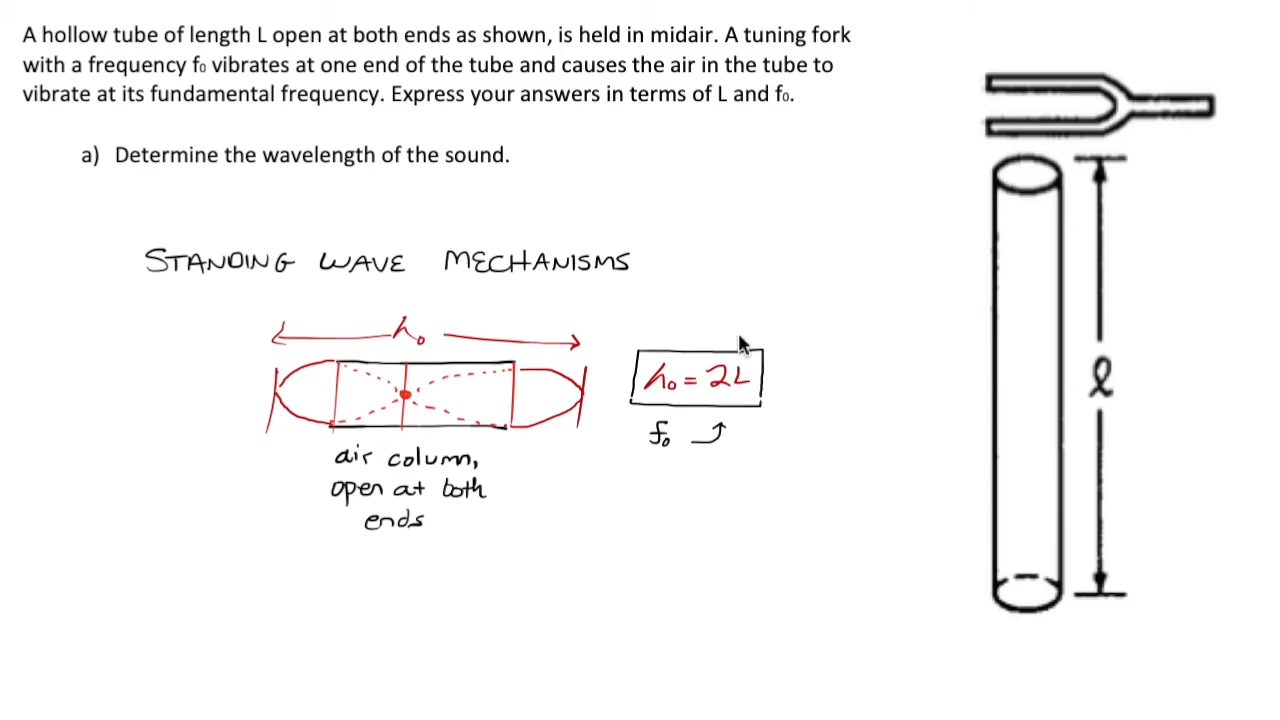 A hollow tube of length L open at both ends as shown, is held in midair. A tuning fork
with a frequency f₀ vibrates at one end of the tube and causes the air in the tube to
vibrate at its fundamental frequency. Express your answers in terms of L and f₀.
a) Determine the wavelength of the sound.
STANDING WAVE MECHANISMS
λ₀
λ₀ = 2L
f₀
air column,
open at both
ends
ℓ